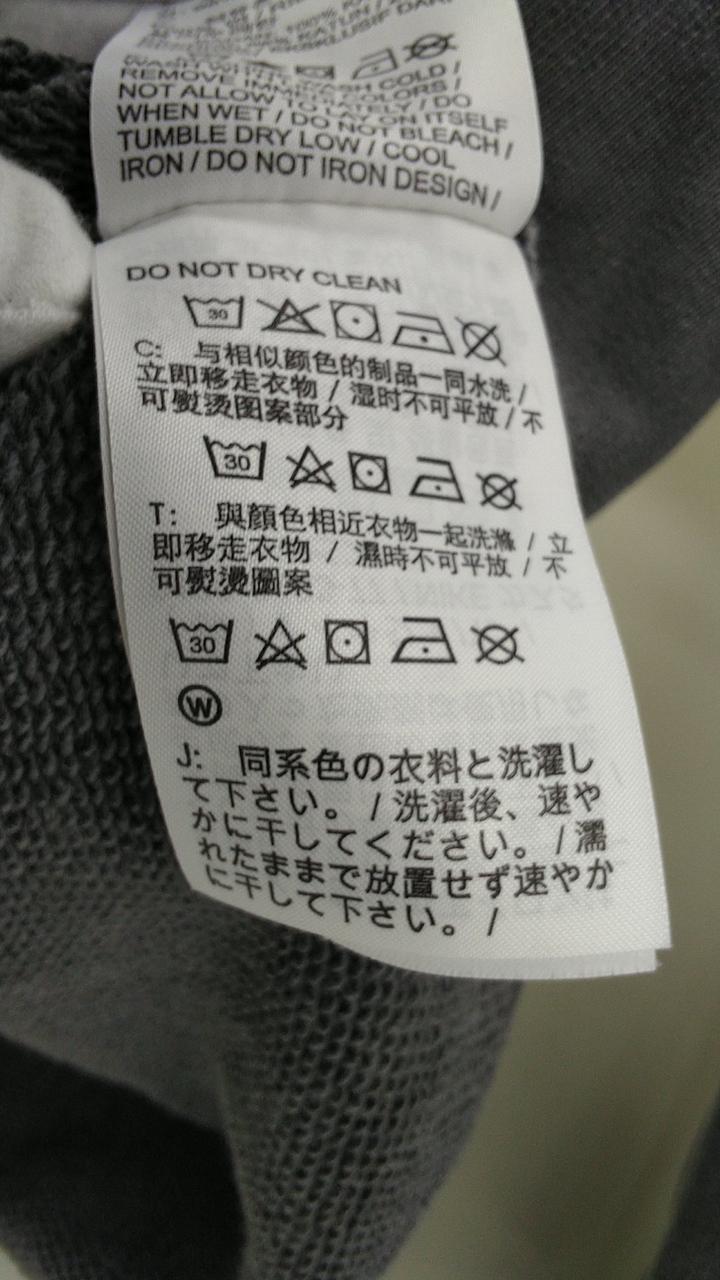 WASH WITH COLD /
REMOVE IMMEDIATELY / DO
NOT ALLOW TO LAY ON ITSELF
WHEN WET / DO NOT BLEACH /
TUMBLE DRY LOW / COOL
IRON / DO NOT IRON DESIGN /
DO NOT DRY CLEAN
30
C: 与相似颜色的制品一同水洗 /
立即移走衣物 / 湿时不可平放 / 不
可熨烫图案部分
30
T: 與顏色相近衣物一起洗滌 / 立
即移走衣物 / 濕時不可平放 / 不
可熨燙圖案
30
W
J: 同系色の衣料と洗濯し
て下さい。 / 洗濯後、速や
かに干してください。 / 濡
れたままで放置せず速やか
に干して下さい。 /